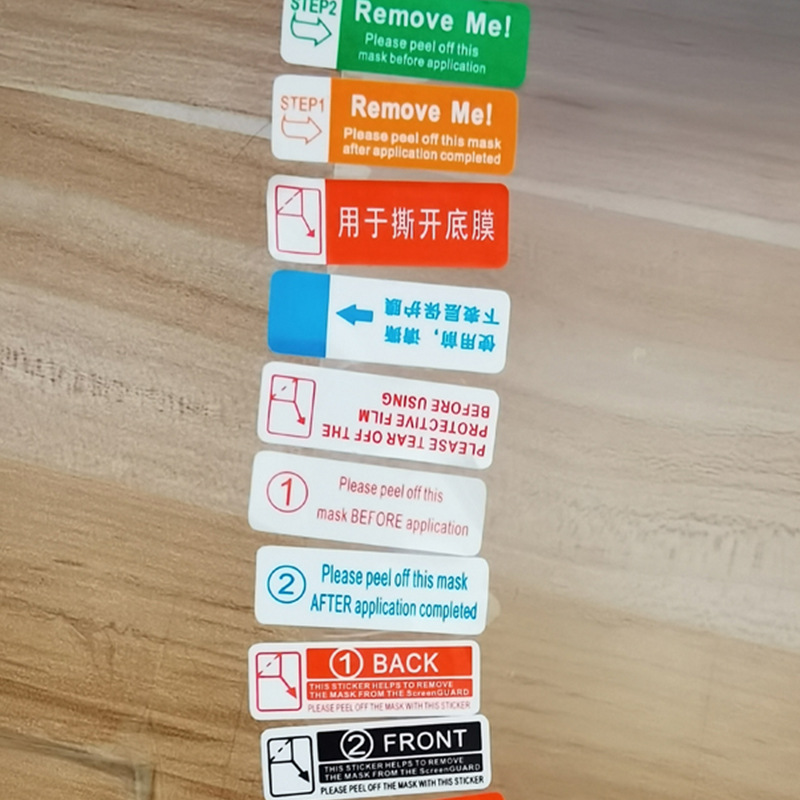 STEP2
Remove Me!
Please peel off this
mask before application
STEP1
Remove Me!
Please peel off this mask
after application completed
用于撕开底膜
使用前，请撕
下表层保护膜
PLEASE TEAR OFF THE
PROTECTIVE FILM
BEFORE USING
1
Please peel off this
mask BEFORE application
2
Please peel off this mask
AFTER application completed
1 BACK
THIS STICKER HELPS TO REMOVE
THE MASK FROM THE ScreenGUARD
PLEASE PEEL OFF THE MASK WITH THIS STICKER
2 FRONT
THIS STICKER HELPS TO REMOVE
THE MASK FROM THE ScreenGUARD
PLEASE PEEL OFF THE MASK WITH THIS STICKER